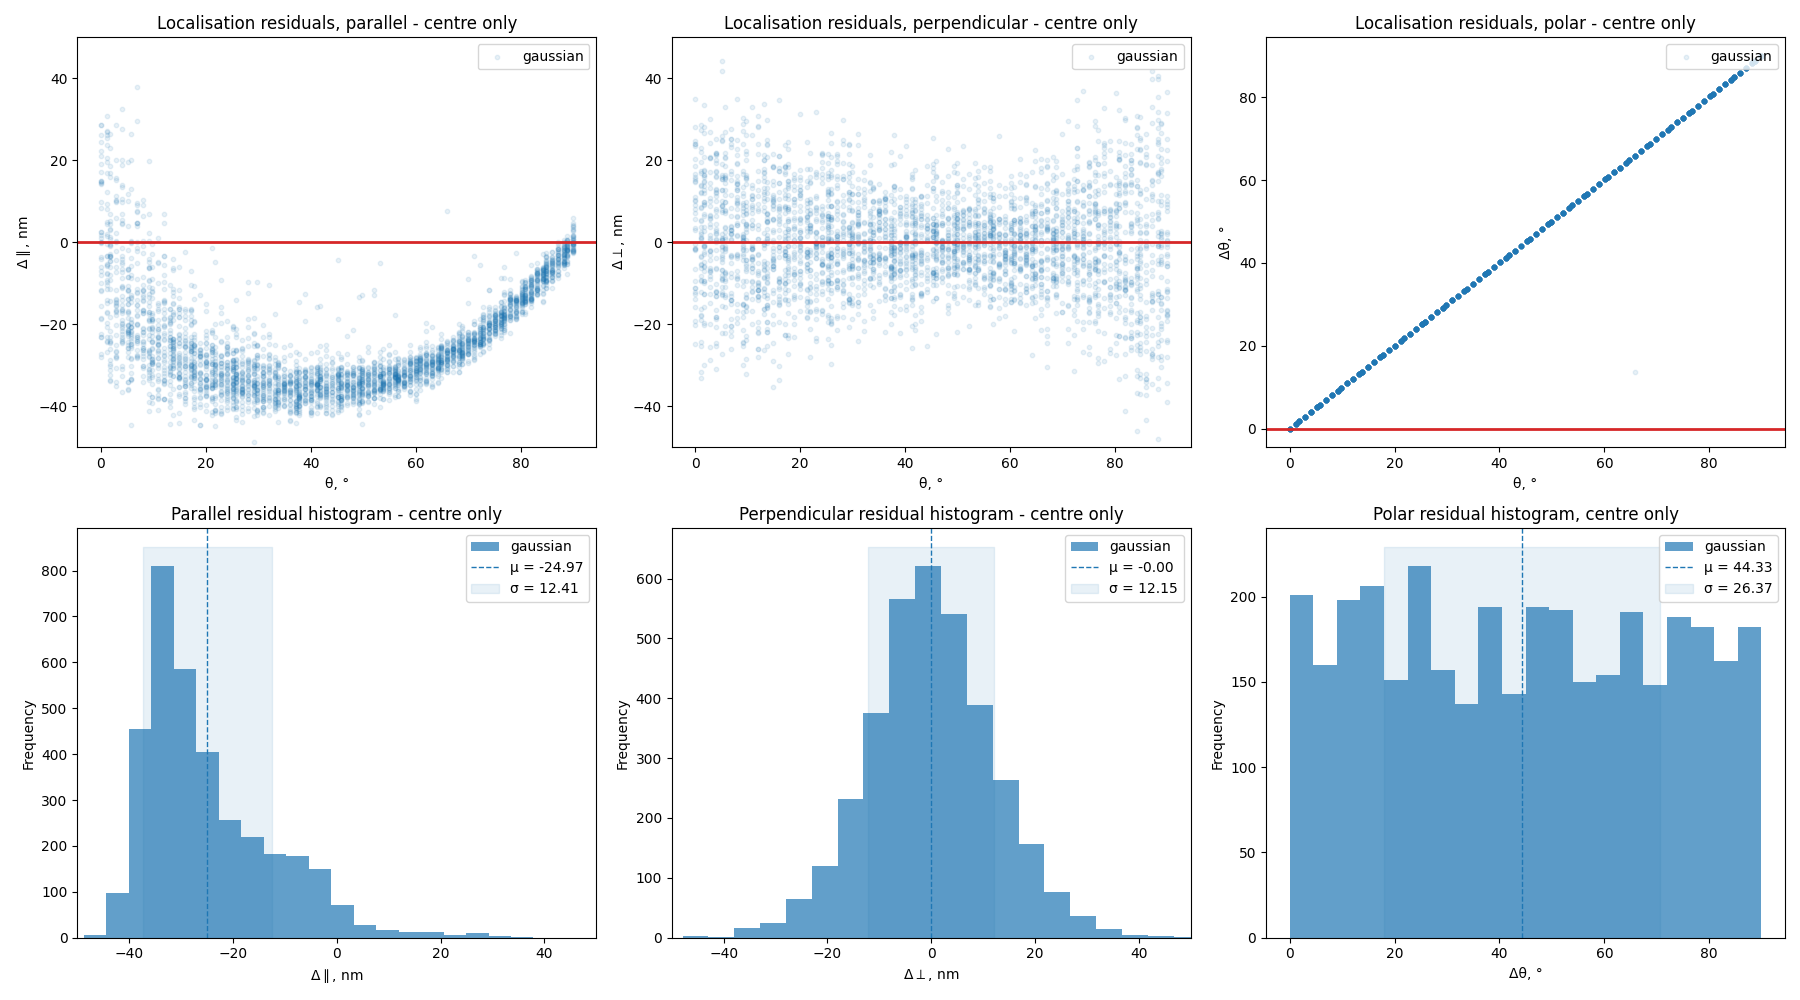 Localisation residuals, parallel - centre only
gaussian
40
20
0
−20
−40
Δ∥, nm
0
20
40
60
80
θ, °
Localisation residuals, perpendicular - centre only
gaussian
40
20
0
−20
−40
Δ⊥, nm
0
20
40
60
80
θ, °
Localisation residuals, polar - centre only
gaussian
80
60
40
20
0
Δθ, °
0
20
40
60
80
θ, °
Parallel residual histogram - centre only
gaussian
μ = -24.97
σ = 12.41
800
700
600
500
400
300
200
100
0
Frequency
−40
−20
0
20
40
Δ∥, nm
Perpendicular residual histogram - centre only
gaussian
μ = -0.00
σ = 12.15
600
500
400
300
200
100
0
Frequency
−40
−20
0
20
40
Δ⊥, nm
Polar residual histogram, centre only
gaussian
μ = 44.33
σ = 26.37
200
150
100
50
0
Frequency
0
20
40
60
80
Δθ, °